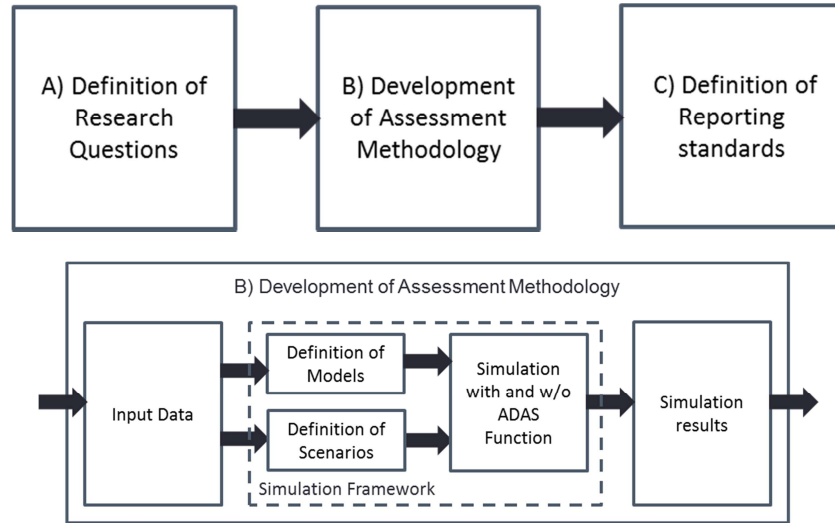 A) Definition of
Research
Questions
B) Development
of Assessment
Methodology
C) Definition of
Reporting
standards
B) Development of Assessment Methodology
Input Data
Definition of
Models
Definition of
Scenarios
Simulation
with and w/o
ADAS
Function
Simulation Framework
Simulation
results